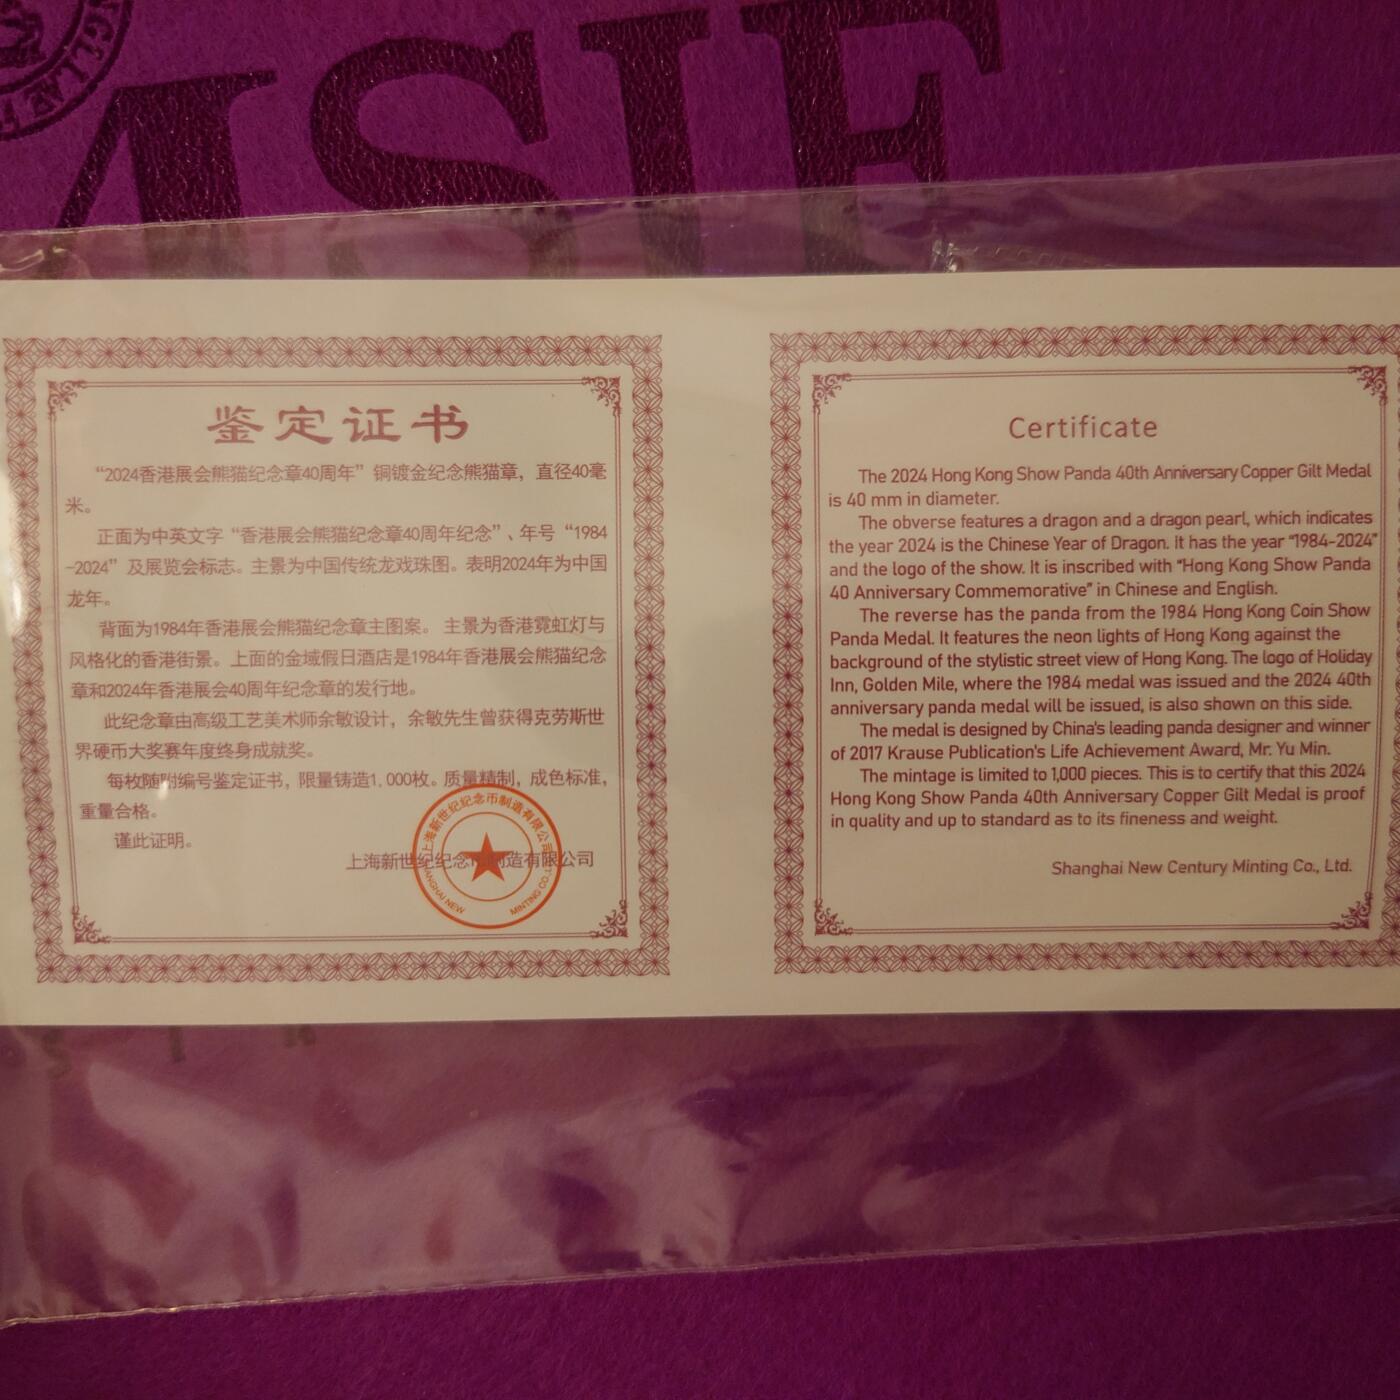 鉴定证书
“2024香港展会熊猫纪念章40周年”铜镀金纪念熊猫章，直径40毫
米。
正面为中英文字“香港展会熊猫纪念章40周年纪念”、年号“1984
-2024”及展览会标志。主景为中国传统龙戏珠图。表明2024年为中国
龙年。
背面为1984年香港展会熊猫纪念章主图案。 主景为香港霓虹灯与
风格化的香港街景。上面的金域假日酒店是1984年香港展会熊猫纪念
章和2024年香港展会40周年纪念章的发行地。
此纪念章由高级工艺美术师余敏设计，余敏先生曾获得克劳斯世
界硬币大奖赛年度终身成就奖。
每枚随附编号鉴定证书，限量铸造1,000枚。质量精制，成色标准，
重量合格。
谨此证明。
上海新世纪纪念币制造有限公司
上海新世纪纪念币制造有限公司
SHANGHAI NEW
MINTING CO.,
Certificate
The 2024 Hong Kong Show Panda 40th Anniversary Copper Gilt Medal
is 40 mm in diameter.
The obverse features a dragon and a dragon pearl, which indicates
the year 2024 is the Chinese Year of Dragon. It has the year “1984-2024”
and the logo of the show. It is inscribed with “Hong Kong Show Panda
40 Anniversary Commemorative” in Chinese and English.
The reverse has the panda from the 1984 Hong Kong Coin Show
Panda Medal. It features the neon lights of Hong Kong against the
background of the stylistic street view of Hong Kong. The logo of Holiday
Inn, Golden Mile, where the 1984 medal was issued and the 2024 40th
anniversary panda medal will be issued, is also shown on this side.
The medal is designed by China's leading panda designer and winner
of 2017 Krause Publication's Life Achievement Award, Mr. Yu Min.
The mintage is limited to 1,000 pieces. This is to certify that this 2024
Hong Kong Show Panda 40th Anniversary Copper Gilt Medal is proof
in quality and up to standard as to its fineness and weight.
Shanghai New Century Minting Co., Ltd.